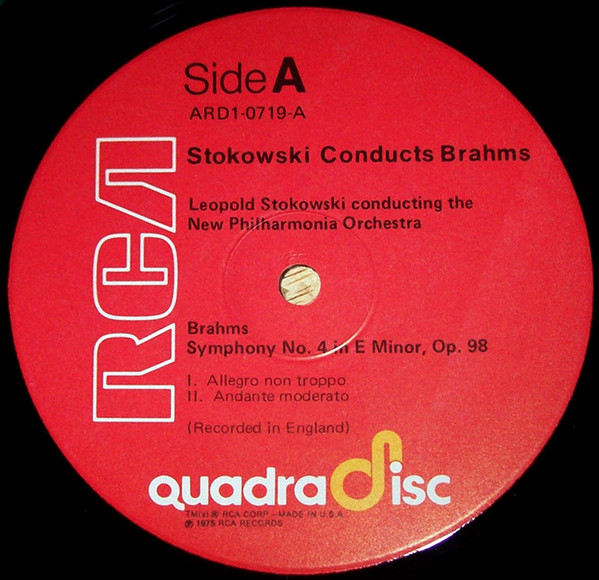 Side A
ARD1-0719-A
RCA
Stokowski Conducts Brahms
Leopold Stokowski conducting the
New Philharmonia Orchestra
Brahms
Symphony No. 4 in E Minor, Op. 98
I. Allegro non troppo
II. Andante moderato
(Recorded in England)
quadradisc
TM(s) ® RCA CORP.-MADE IN U.S.A.
℗ 1975 RCA RECORDS